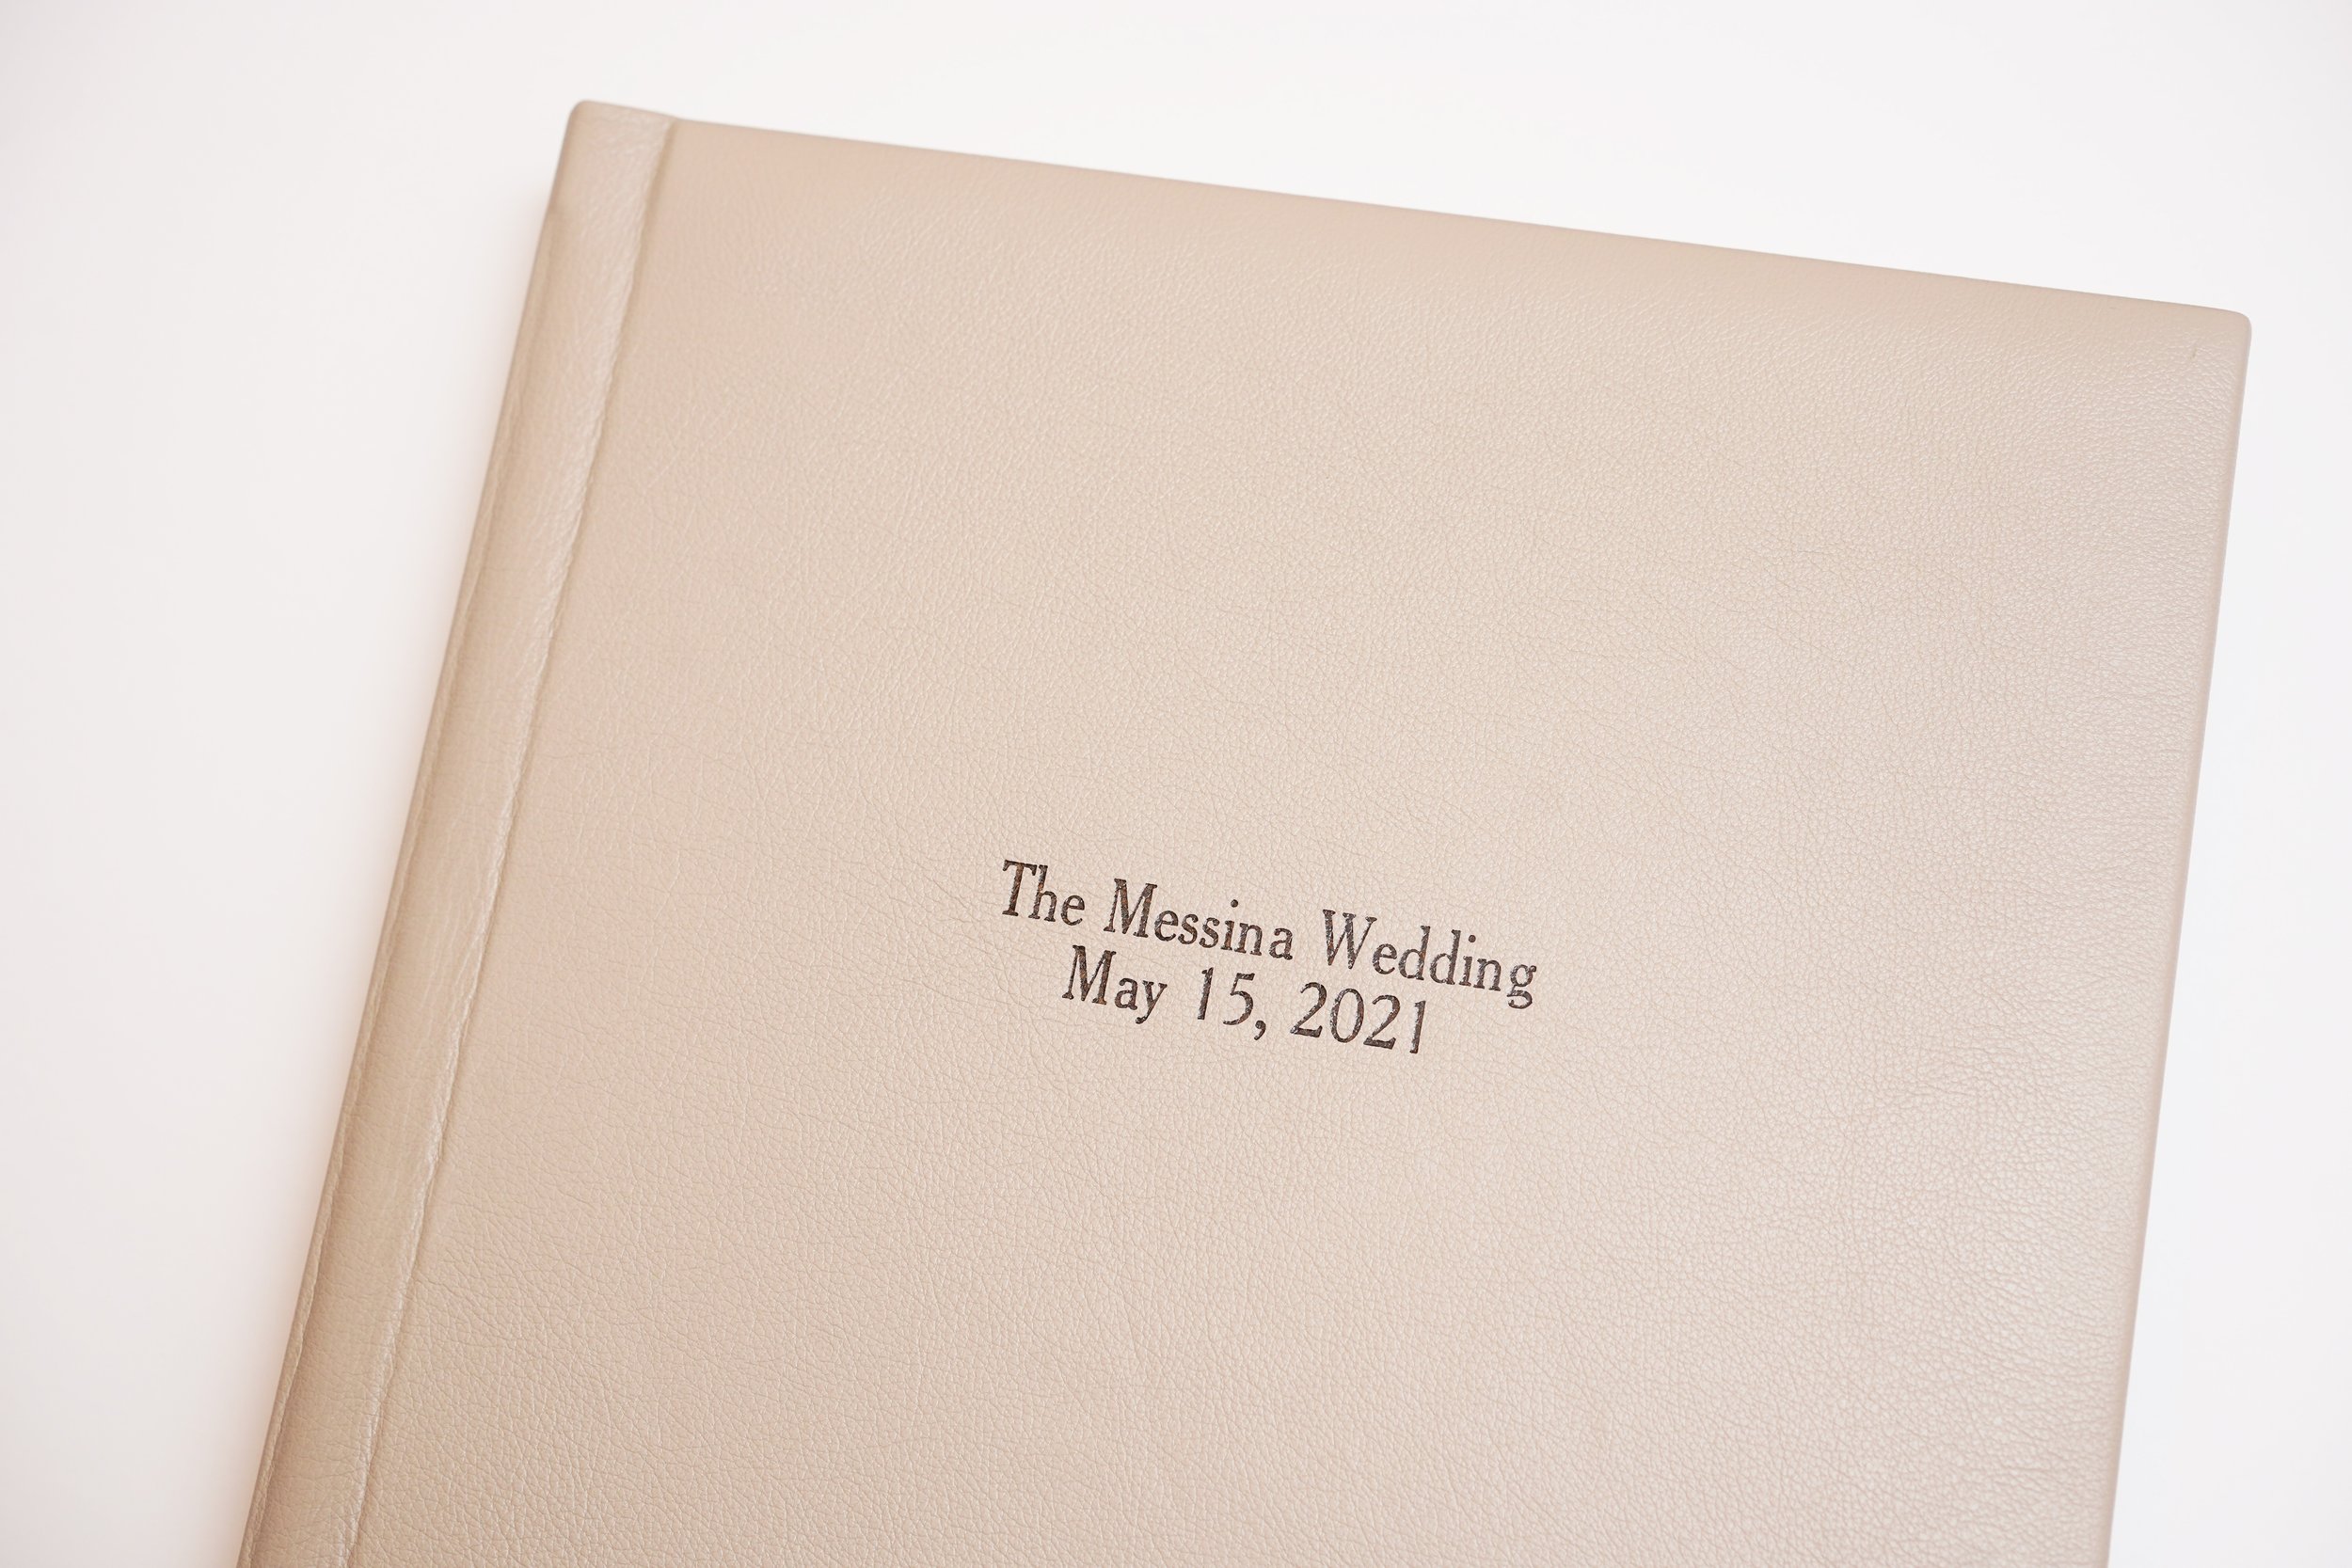 The Messina Wedding
May 15, 2021